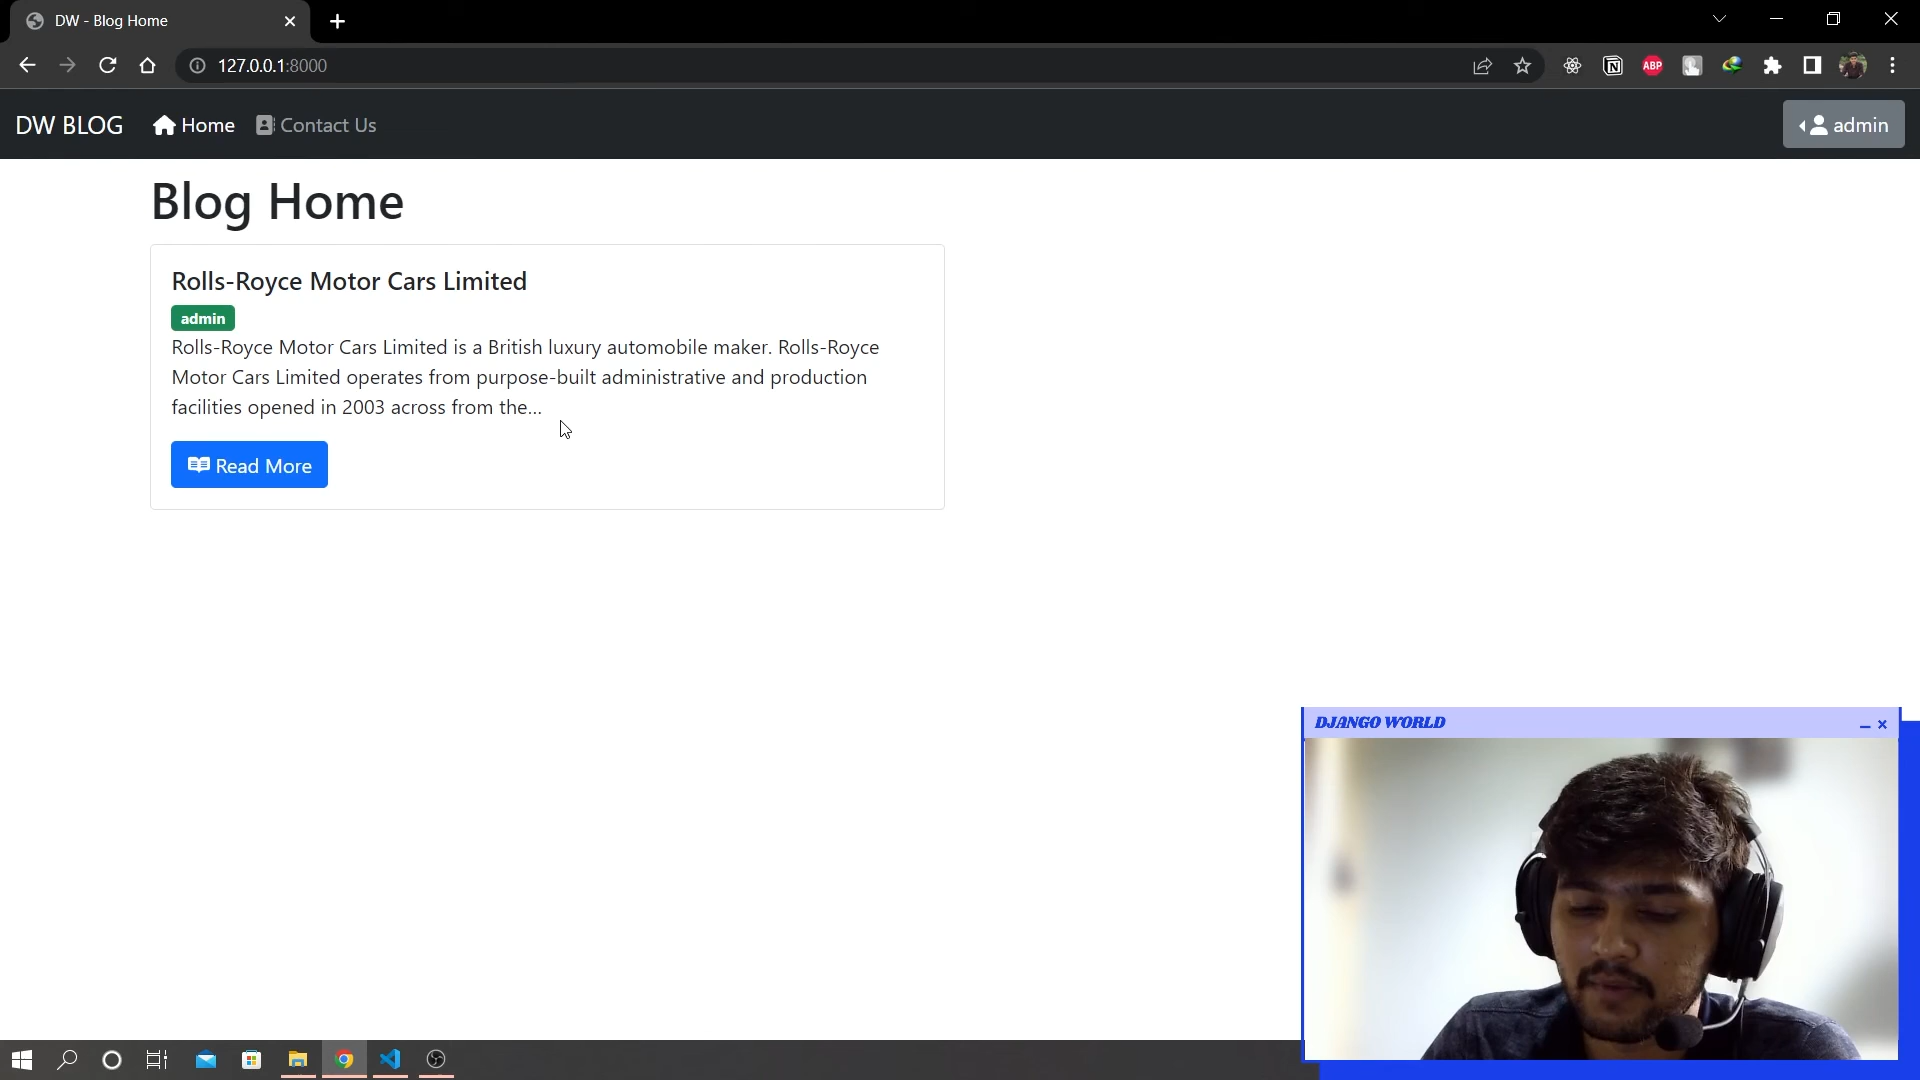 DW - Blog Home
127.0.0.1:8000
ABP
DW BLOG Home Contact Us admin
Blog Home
Rolls-Royce Motor Cars Limited
admin
Rolls-Royce Motor Cars Limited is a British luxury automobile maker. Rolls-Royce
Motor Cars Limited operates from purpose-built administrative and production
facilities opened in 2003 across from the...
Read More
DJANGO WORLD